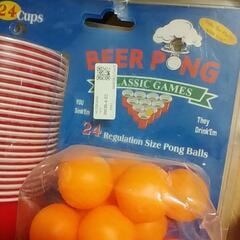 24 Cups
BEER PONG
CLASSIC GAMES
YOU
Sink'Em
They
Drink'Em
24 Regulation Size Pong Balls